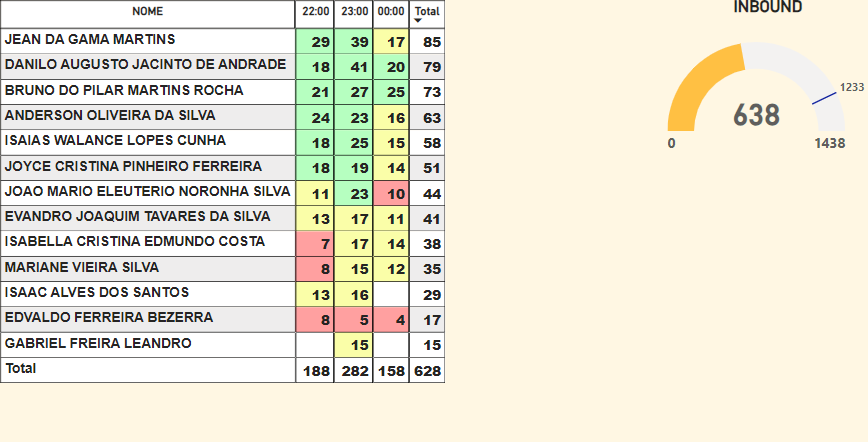 NOME 22:00 23:00 00:00 Total
JEAN DA GAMA MARTINS 29 39 17 85
DANILO AUGUSTO JACINTO DE ANDRADE 18 41 20 79
BRUNO DO PILAR MARTINS ROCHA 21 27 25 73
ANDERSON OLIVEIRA DA SILVA 24 23 16 63
ISAIAS WALANCE LOPES CUNHA 18 25 15 58
JOYCE CRISTINA PINHEIRO FERREIRA 18 19 14 51
JOAO MARIO ELEUTERIO NORONHA SILVA 11 23 10 44
EVANDRO JOAQUIM TAVARES DA SILVA 13 17 11 41
ISABELLA CRISTINA EDMUNDO COSTA 7 17 14 38
MARIANE VIEIRA SILVA 8 15 12 35
ISAAC ALVES DOS SANTOS 13 16 29
EDVALDO FERREIRA BEZERRA 8 5 4 17
GABRIEL FREIRA LEANDRO 15 15
Total 188 282 158 628
INBOUND
1233
638
0 1438